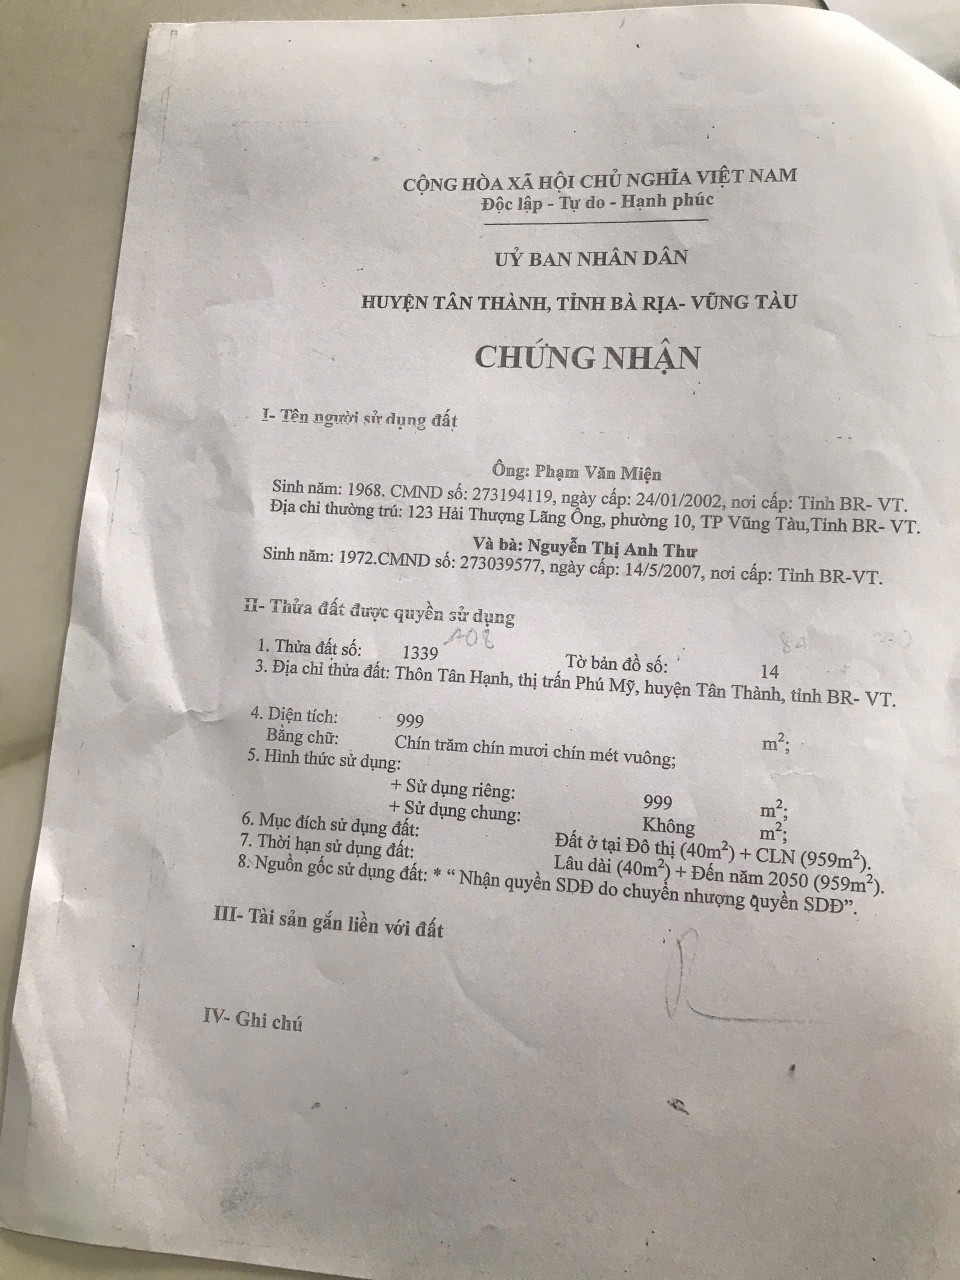 CỘNG HÒA XÃ HỘI CHỦ NGHĨA VIỆT NAM
Độc lập - Tự do - Hạnh phúc
UỶ BAN NHÂN DÂN
HUYỆN TÂN THÀNH, TỈNH BÀ RỊA- VŨNG TÀU
CHỨNG NHẬN
I- Tên người sử dụng đất
Ông: Phạm Văn Miện
Sinh năm: 1968. CMND số: 273194119, ngày cấp: 24/01/2002, nơi cấp: Tỉnh BR- VT.
Địa chỉ thường trú: 123 Hải Thượng Lãng Ông, phường 10, TP Vũng Tàu,Tỉnh BR- VT.
Và bà: Nguyễn Thị Anh Thư
Sinh năm: 1972.CMND số: 273039577, ngày cấp: 14/5/2007, nơi cấp: Tỉnh BR-VT.
II- Thửa đất được quyền sử dụng
1. Thửa đất số: 1339 Tờ bản đồ số: 14
3. Địa chỉ thửa đất: Thôn Tân Hạnh, thị trấn Phú Mỹ, huyện Tân Thành, tỉnh BR- VT.
4. Diện tích: 999 m²;
Bằng chữ: Chín trăm chín mươi chín mét vuông;
5. Hình thức sử dụng:
+ Sử dụng riêng: 999 m²;
+ Sử dụng chung: Không m²;
6. Mục đích sử dụng đất: Đất ở tại Đô thị (40m²) + CLN (959m²).
7. Thời hạn sử dụng đất: Lâu dài (40m²) + Đến năm 2050 (959m²).
8. Nguồn gốc sử dụng đất: * “ Nhận quyền SDĐ do chuyển nhượng quyền SDĐ”.
III- Tài sản gắn liền với đất
IV- Ghi chú